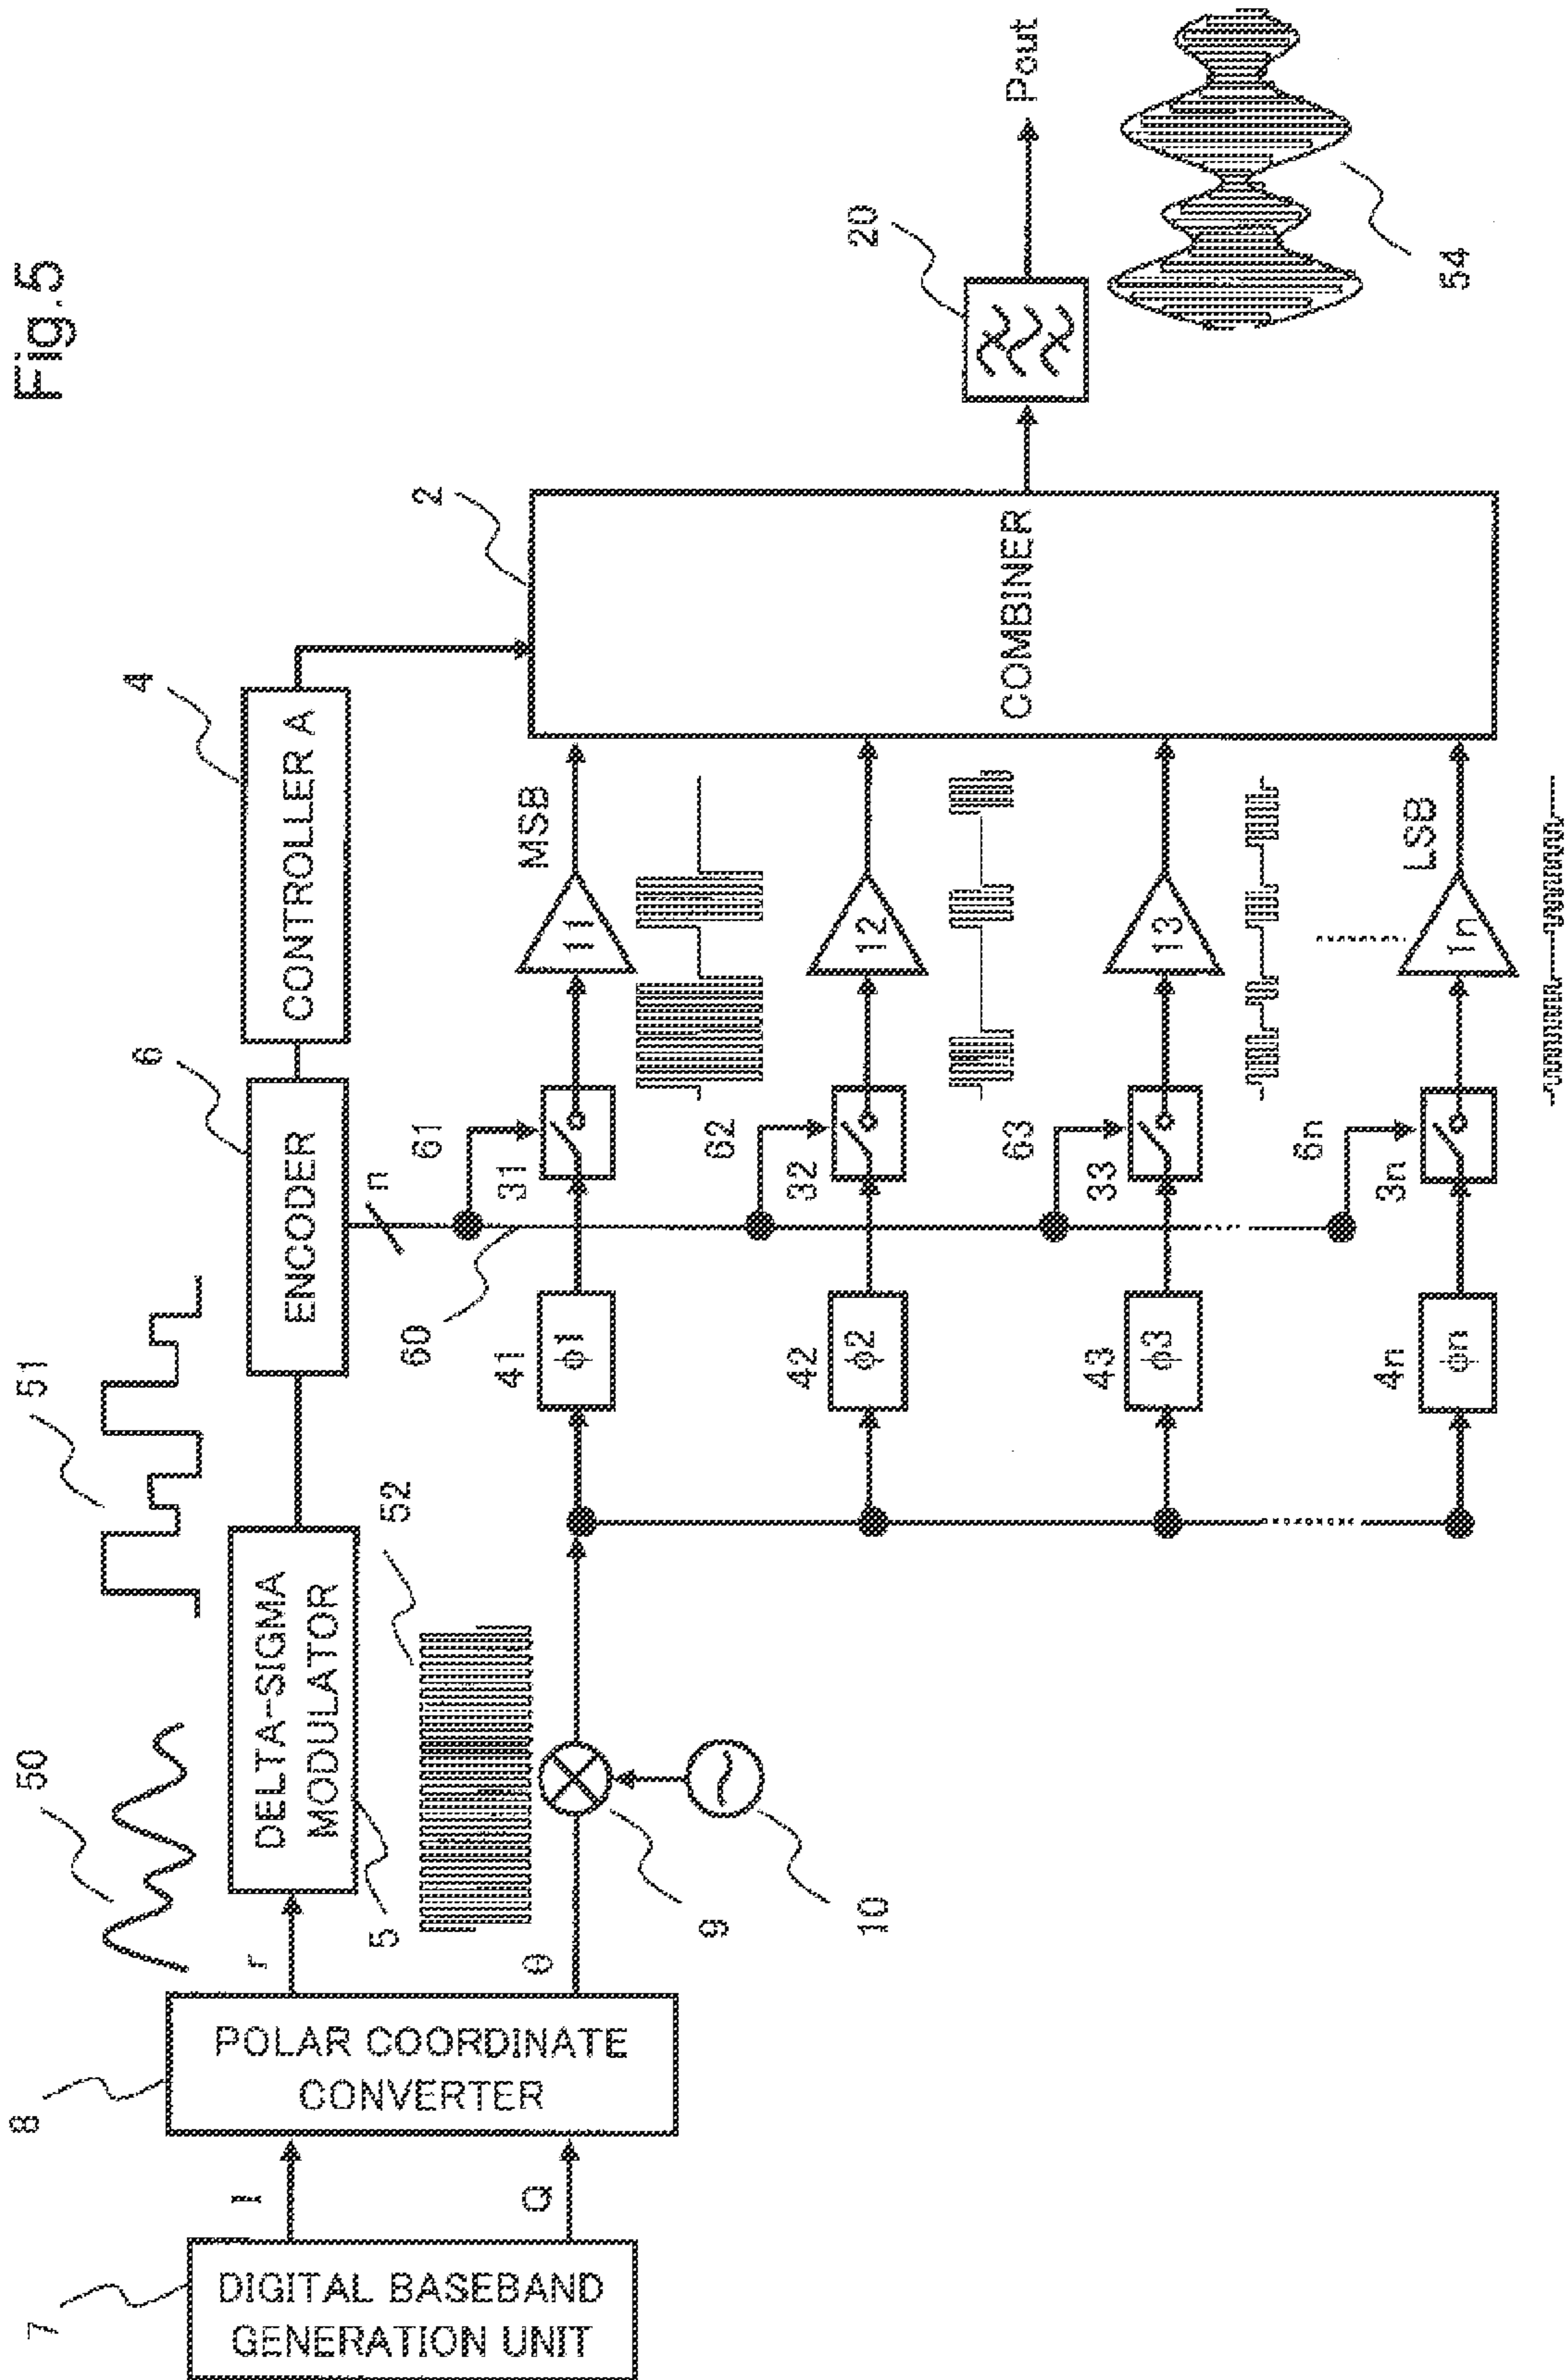 Fig.5
7
DIGITAL BASEBAND
GENERATION UNIT
I
Q
8
POLAR COORDINATE
CONVERTER
r
θ
50
DELTA-SIGMA
MODULATOR
5
51
52
9
10
ENCODER
6
n
60
CONTROLLER A
4
41
ϕ1
42
ϕ2
43
ϕ3
4n
ϕn
61
31
62
32
63
33
6n
3n
11
MSB
12
13
1n
LSB
COMBINER
2
20
Pout
54